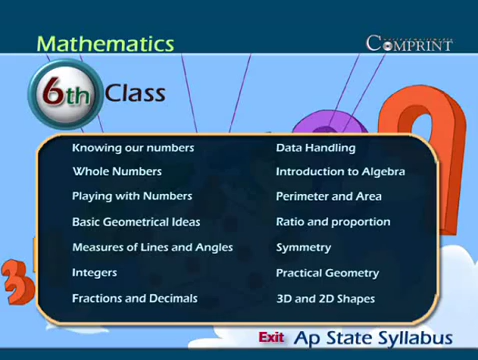 Mathematics
COMPRINT
6th Class
Knowing our numbers
Whole Numbers
Playing with Numbers
Basic Geometrical Ideas
Measures of Lines and Angles
Integers
Fractions and Decimals
Data Handling
Introduction to Algebra
Perimeter and Area
Ratio and proportion
Symmetry
Practical Geometry
3D and 2D Shapes
Exit Ap State Syllabus